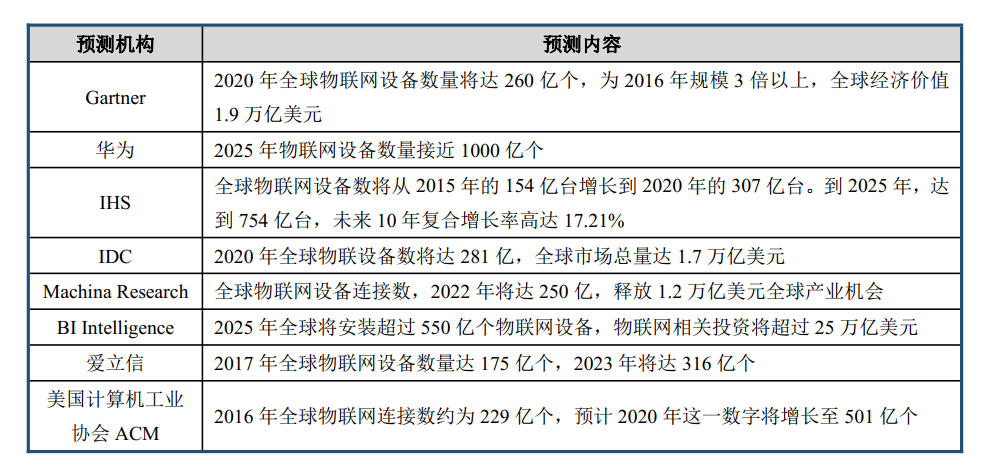 预测机构 预测内容
Gartner 2020 年全球物联网设备数量将达 260 亿个，为 2016 年规模 3 倍以上，全球经济价值
1.9 万亿美元
华为 2025 年物联网设备数量接近 1000 亿个
IHS 全球物联网设备数将从 2015 年的 154 亿台增长到 2020 年的 307 亿台。到 2025 年，达
到 754 亿台，未来 10 年复合增长率高达 17.21%
IDC 2020 年全球物联设备数将达 281 亿，全球市场总量达 1.7 万亿美元
Machina Research 全球物联网设备连接数，2022 年将达 250 亿，释放 1.2 万亿美元全球产业机会
BI Intelligence 2025 年全球将安装超过 550 亿个物联网设备，物联网相关投资将超过 25 万亿美元
爱立信 2017 年全球物联网设备数量达 175 亿个，2023 年将达 316 亿个
美国计算机工业
协会 ACM 2016 年全球物联网连接数约为 229 亿个，预计 2020 年这一数字将增长至 501 亿个